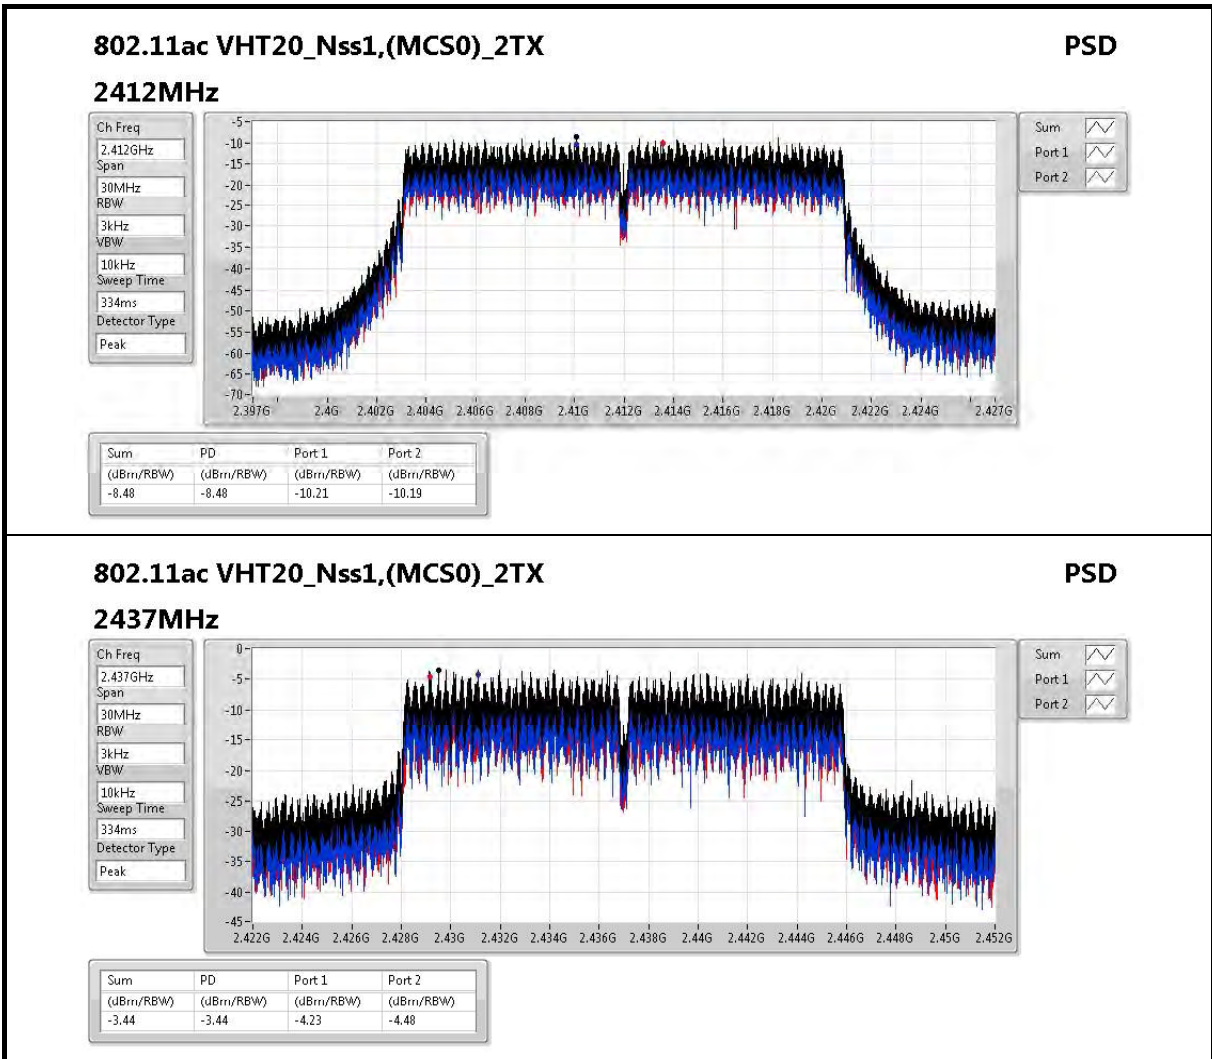 802.11ac VHT20_Nss1,(MCS0)_2TX PSD
2412MHz
Ch Freq
2.412GHz
Span
30MHz
RBW
3kHz
VBW
10kHz
Sweep Time
334ms
Detector Type
Peak
-5
-10
-15
-20
-25
-30
-35
-40
-45
-50
-55
-60
-65
-70
2.397G 2.4G 2.402G 2.404G 2.406G 2.408G 2.41G 2.412G 2.414G 2.416G 2.418G 2.42G 2.422G 2.424G 2.427G
Sum
Port 1
Port 2
Sum PD Port 1 Port 2
(dBm/RBW) (dBm/RBW) (dBm/RBW) (dBm/RBW)
-8.48 -8.48 -10.21 -10.19
802.11ac VHT20_Nss1,(MCS0)_2TX PSD
2437MHz
Ch Freq
2.437GHz
Span
30MHz
RBW
3kHz
VBW
10kHz
Sweep Time
334ms
Detector Type
Peak
0
-5
-10
-15
-20
-25
-30
-35
-40
-45
2.422G 2.424G 2.426G 2.428G 2.43G 2.432G 2.434G 2.436G 2.438G 2.44G 2.442G 2.444G 2.446G 2.448G 2.45G 2.452G
Sum
Port 1
Port 2
Sum PD Port 1 Port 2
(dBm/RBW) (dBm/RBW) (dBm/RBW) (dBm/RBW)
-3.44 -3.44 -4.23 -4.48